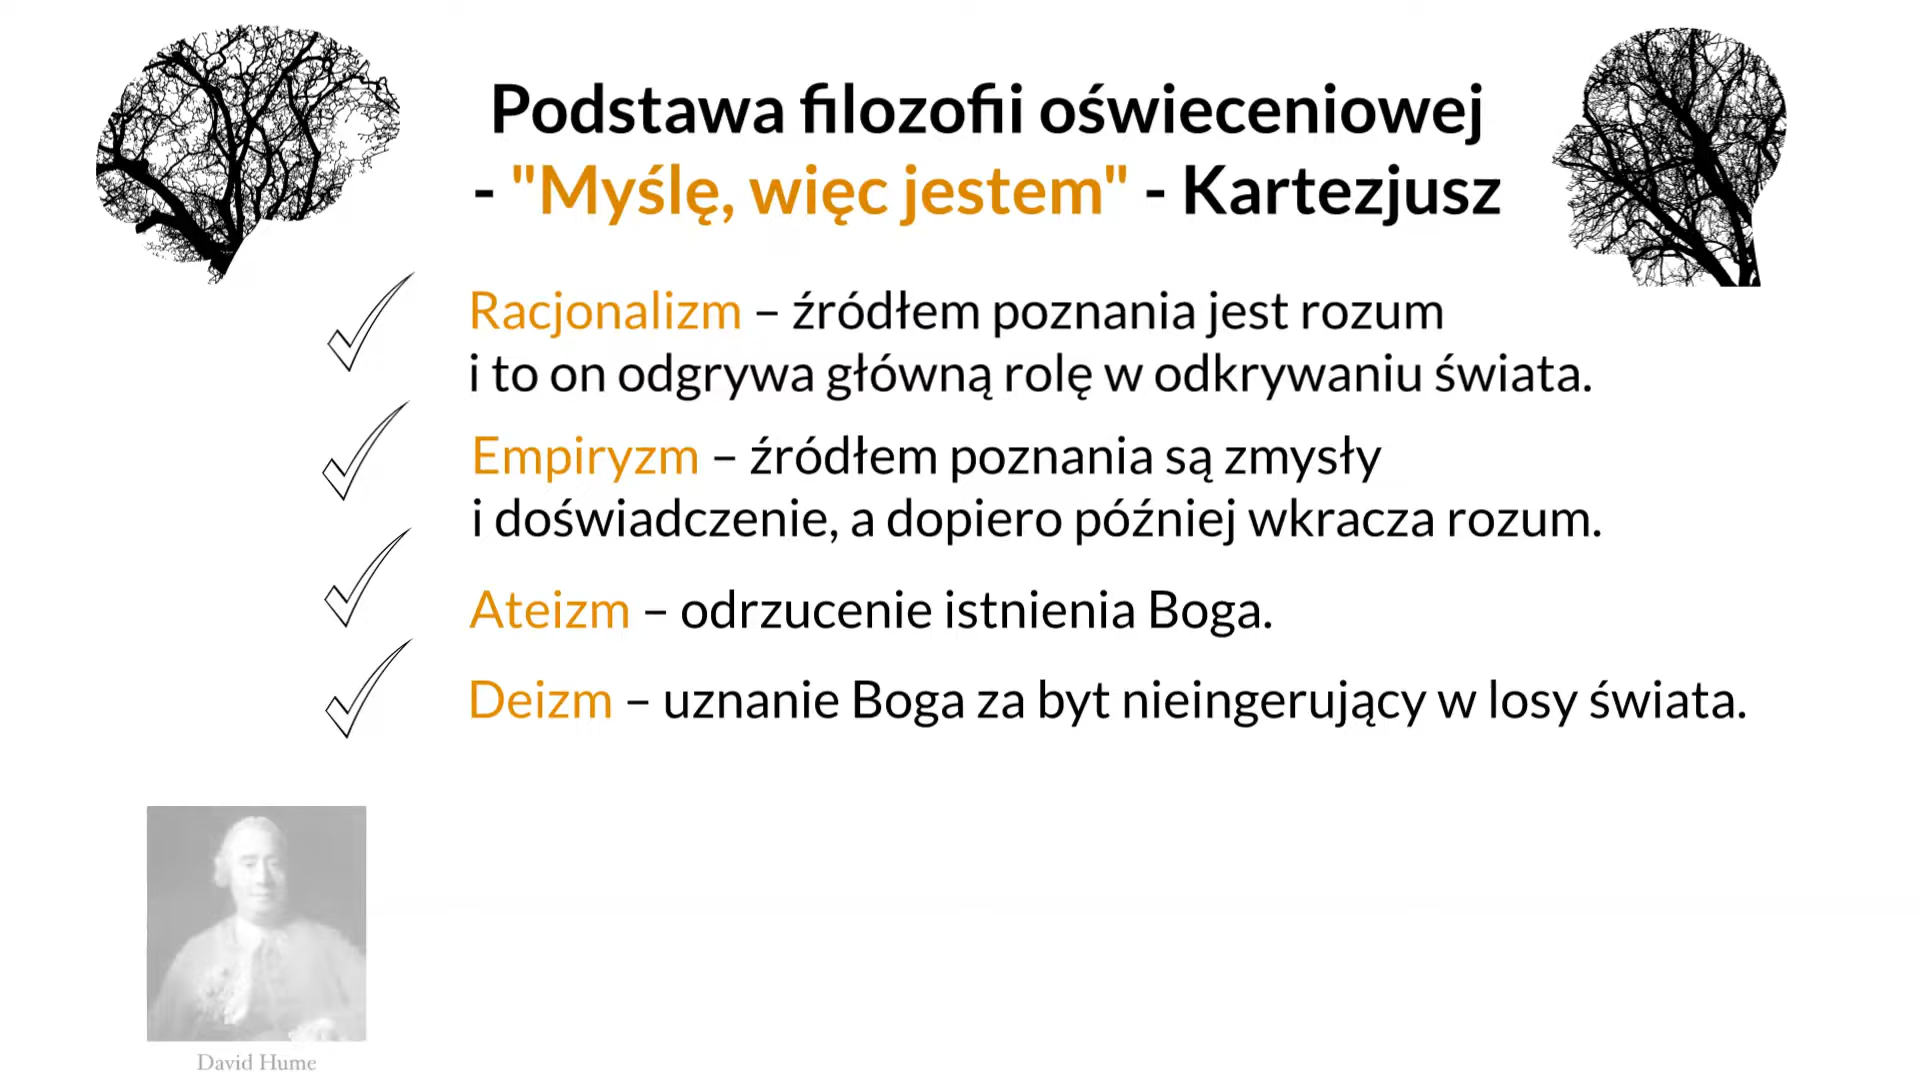 Podstawa filozofii oświeceniowej
- "Myślę, więc jestem" - Kartezjusz
Racjonalizm – źródłem poznania jest rozum
i to on odgrywa główną rolę w odkrywaniu świata.
Empiryzm – źródłem poznania są zmysły
i doświadczenie, a dopiero później wkracza rozum.
Ateizm – odrzucenie istnienia Boga.
Deizm – uznanie Boga za byt nieingerujący w losy świata.
David Hume